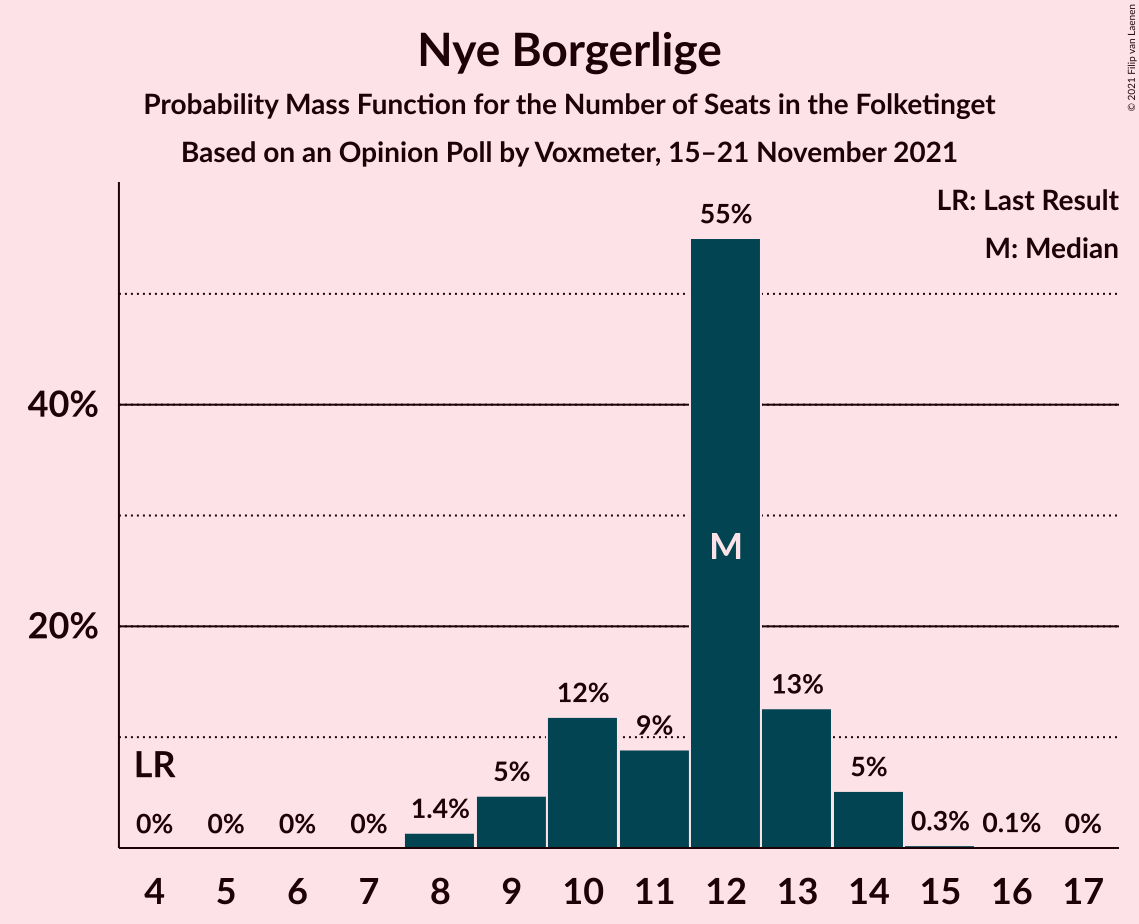 Nye Borgerlige
Probability Mass Function for the Number of Seats in the Folketinget
Based on an Opinion Poll by Voxmeter, 15–21 November 2021
© 2021 Filip van Laenen
LR: Last Result
M: Median
55%
40%
M
20%
12%
13%
9%
LR
5%
5%
1.4%
0% 0% 0% 0% 0.3% 0.1% 0%
4 5 6 7 8 9 10 11 12 13 14 15 16 17